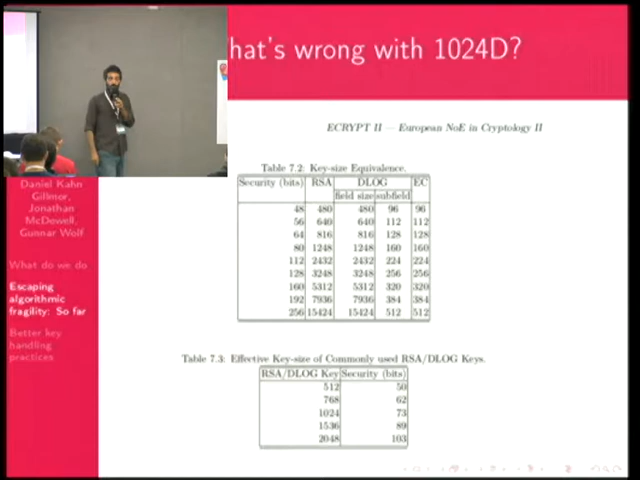 hat's wrong with 1024D?
ECRYPT II — European NoE in Cryptology II
Table 7.2: Key-size Equivalence.
Security (bits) RSA DLOG EC
field size subfield
48 480 480 96 96
56 640 640 112 112
64 816 816 128 128
80 1248 1248 160 160
112 2432 2432 224 224
128 3248 3248 256 256
160 5312 5312 320 320
192 7936 7936 384 384
256 15424 15424 512 512
Table 7.3: Effective Key-size of Commonly used RSA/DLOG Keys.
RSA/DLOG Key Security (bits)
512 50
768 62
1024 73
1536 89
2048 103
Daniel Kahn
Gillmor,
Jonathan
McDowell,
Gunnar Wolf
What do we do
Escaping
algorithmic
fragility: So far
Better key
handling
practices